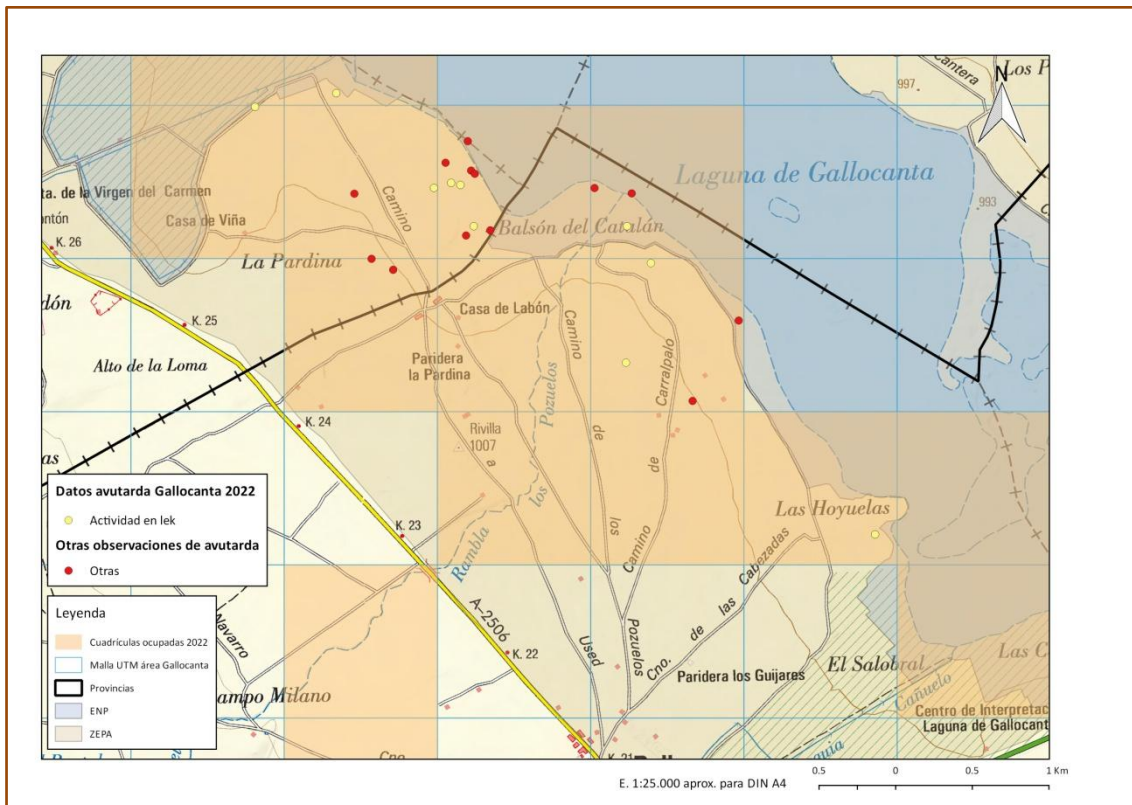 Cantera
Los P
997
N
ta. de la Virgen del Carmen
ontón
Casa de Viña
Camino
Laguna de Gallocanta
993
K. 26
Balsón del Catalán
La Pardina
dón
K. 25
Casa de Labón
Camino
Pozuelos
Carralpalo
Alto de la Loma
Paridera
la Pardina
K. 24
Rivilla
1007
a
de
de
as
Datos avutarda Gallocanta 2022
Actividad en lek
Otras observaciones de avutarda
Otras
los
los
Las Hoyuelas
K. 23
Rambla
Camino
Cno. de las Cabezadas
Leyenda
Cuadrículas ocupadas 2022
Malla UTM área Gallocanta
Provincias
ENP
ZEPA
Navarro
A-2506
K. 22
Used
Pozuelos
El Salobral
Las C
Cañuelo
ampo Milano
Paridera los Guijares
Centro de Interpretac
Laguna de Gallocant
Cno
K. 21
E. 1:25.000 aprox. para DIN A4
0.5 0 0.5 1 Km